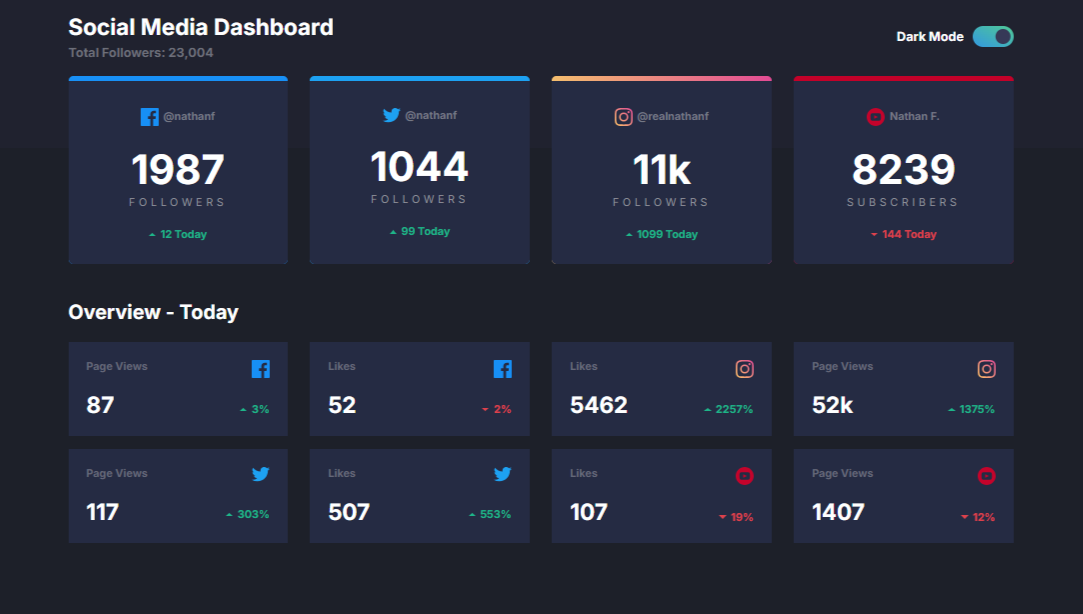 Social Media Dashboard
Total Followers: 23,004
Dark Mode
@nathanf
1987
FOLLOWERS
12 Today
@nathanf
1044
FOLLOWERS
99 Today
@realnathanf
11k
FOLLOWERS
1099 Today
Nathan F.
8239
SUBSCRIBERS
144 Today
Overview - Today
Page Views
87
3%
Likes
52
2%
Likes
5462
2257%
Page Views
52k
1375%
Page Views
117
303%
Likes
507
553%
Likes
107
19%
Page Views
1407
12%